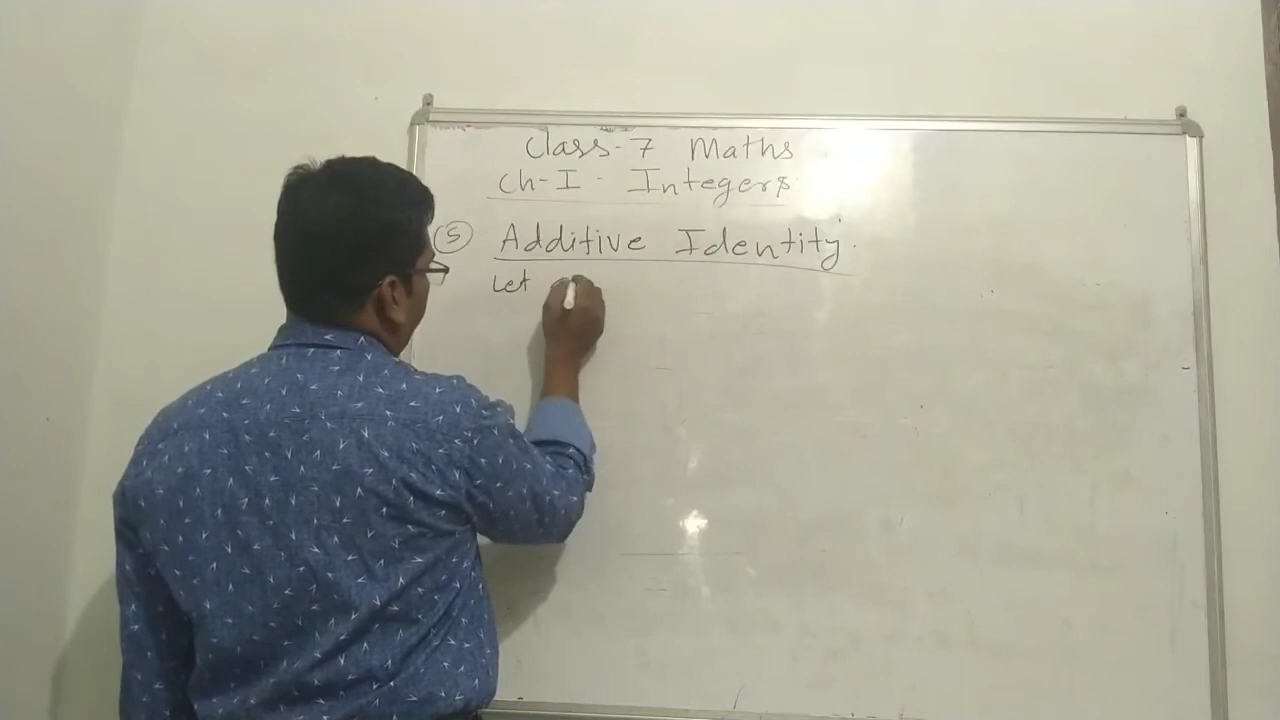 Class-7 Maths
Ch-I - Integers
⑤ Additive Identity.
Let